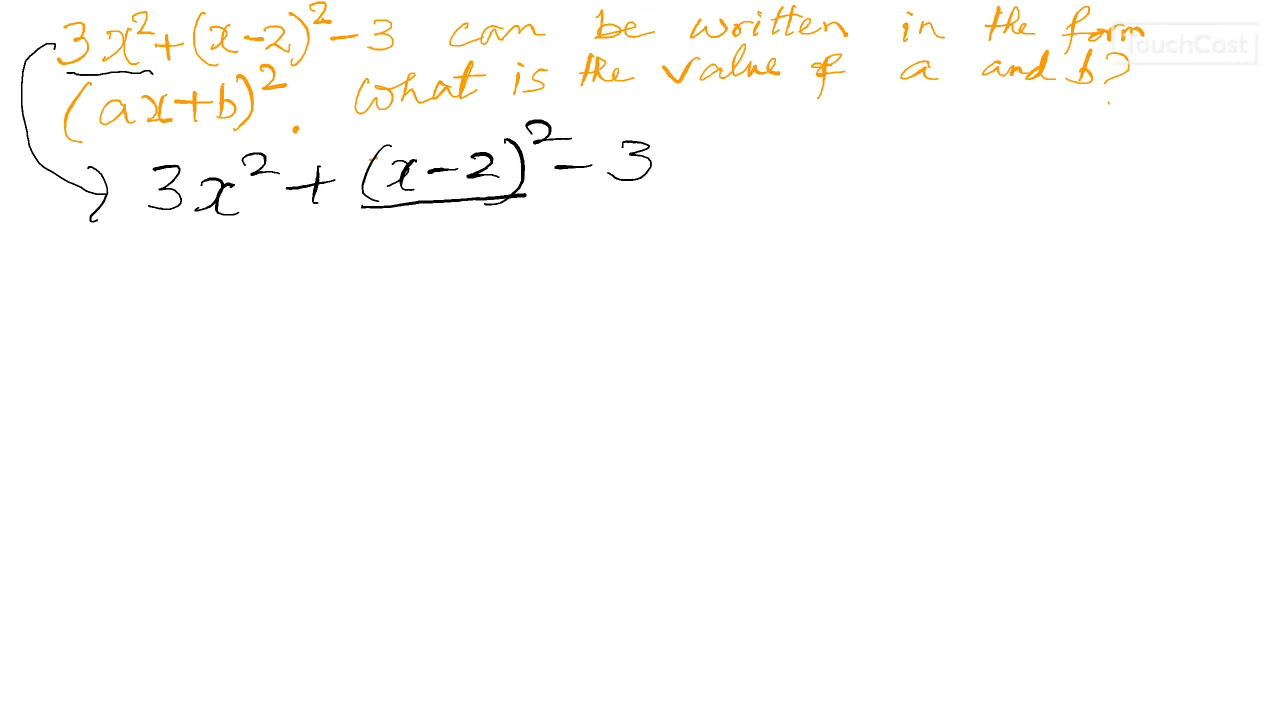 3x²+(x-2)²-3 can be written in the form
(ax+b)². What is the value of a and b?
3x²+(x-2)²-3
TouchCast